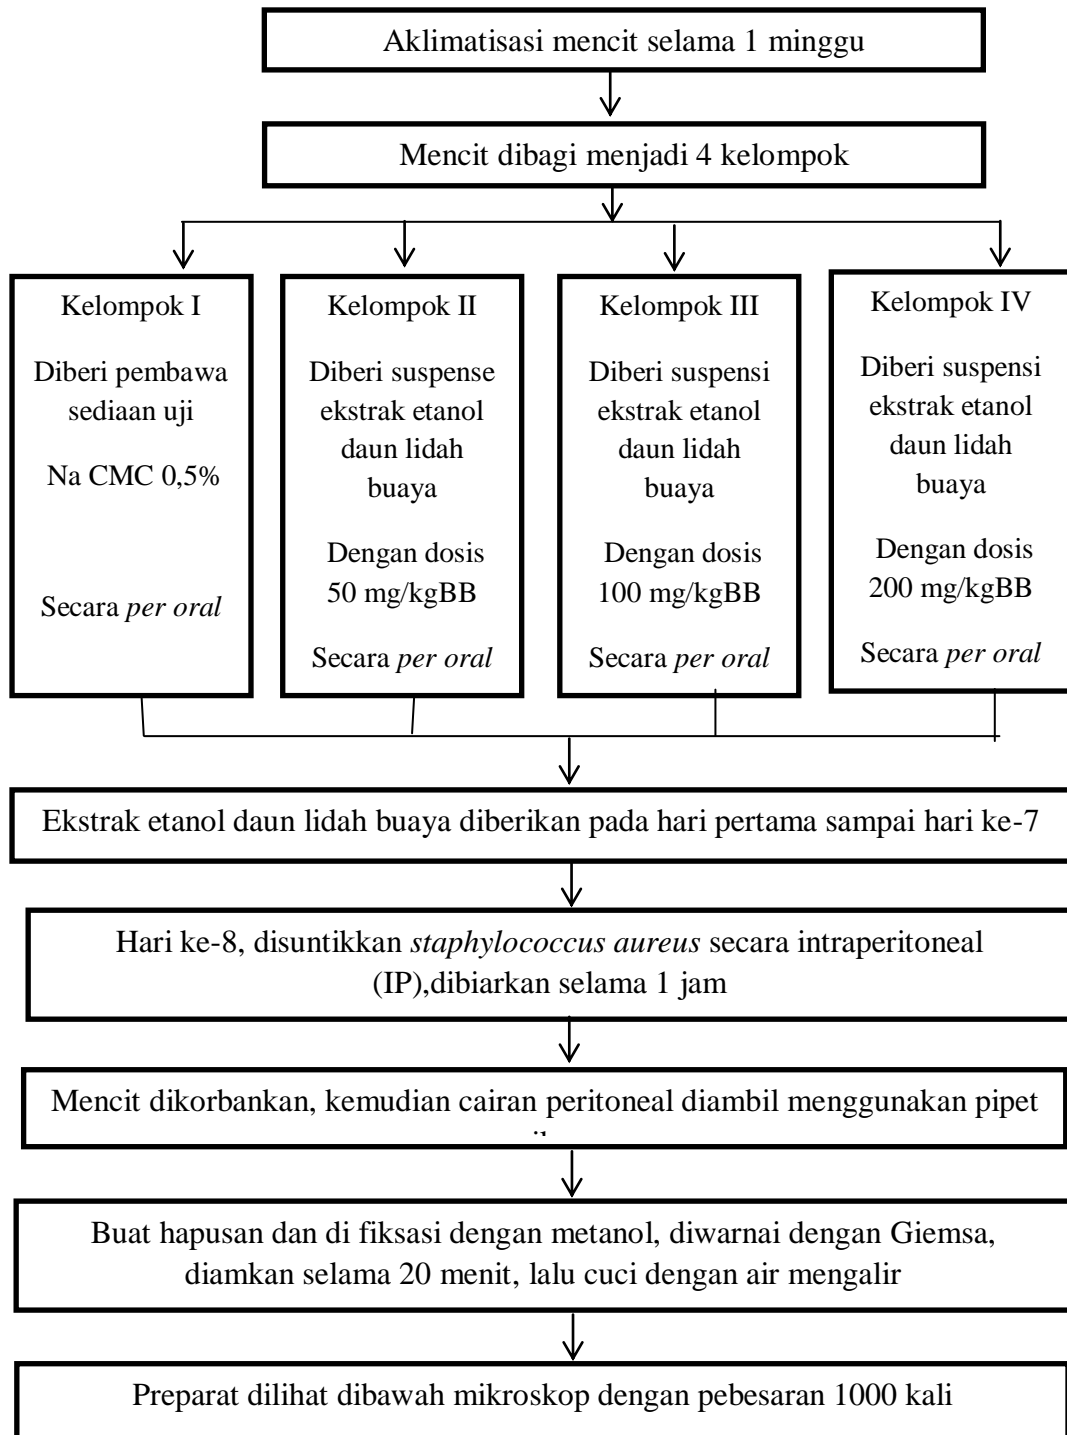 Aklimatisasi mencit selama 1 minggu
Mencit dibagi menjadi 4 kelompok
Kelompok I
Diberi pembawa
sediaan uji
Na CMC 0,5%
Secara per oral
Kelompok II
Diberi suspense
ekstrak etanol
daun lidah
buaya
Dengan dosis
50 mg/kgBB
Secara per oral
Kelompok III
Diberi suspensi
ekstrak etanol
daun lidah
buaya
Dengan dosis
100 mg/kgBB
Secara per oral
Kelompok IV
Diberi suspensi
ekstrak etanol
daun lidah
buaya
Dengan dosis
200 mg/kgBB
Secara per oral
Ekstrak etanol daun lidah buaya diberikan pada hari pertama sampai hari ke-7
Hari ke-8, disuntikkan staphylococcus aureus secara intraperitoneal
(IP),dibiarkan selama 1 jam
Mencit dikorbankan, kemudian cairan peritoneal diambil menggunakan pipet
Buat hapusan dan di fiksasi dengan metanol, diwarnai dengan Giemsa,
diamkan selama 20 menit, lalu cuci dengan air mengalir
Preparat dilihat dibawah mikroskop dengan pebesaran 1000 kali